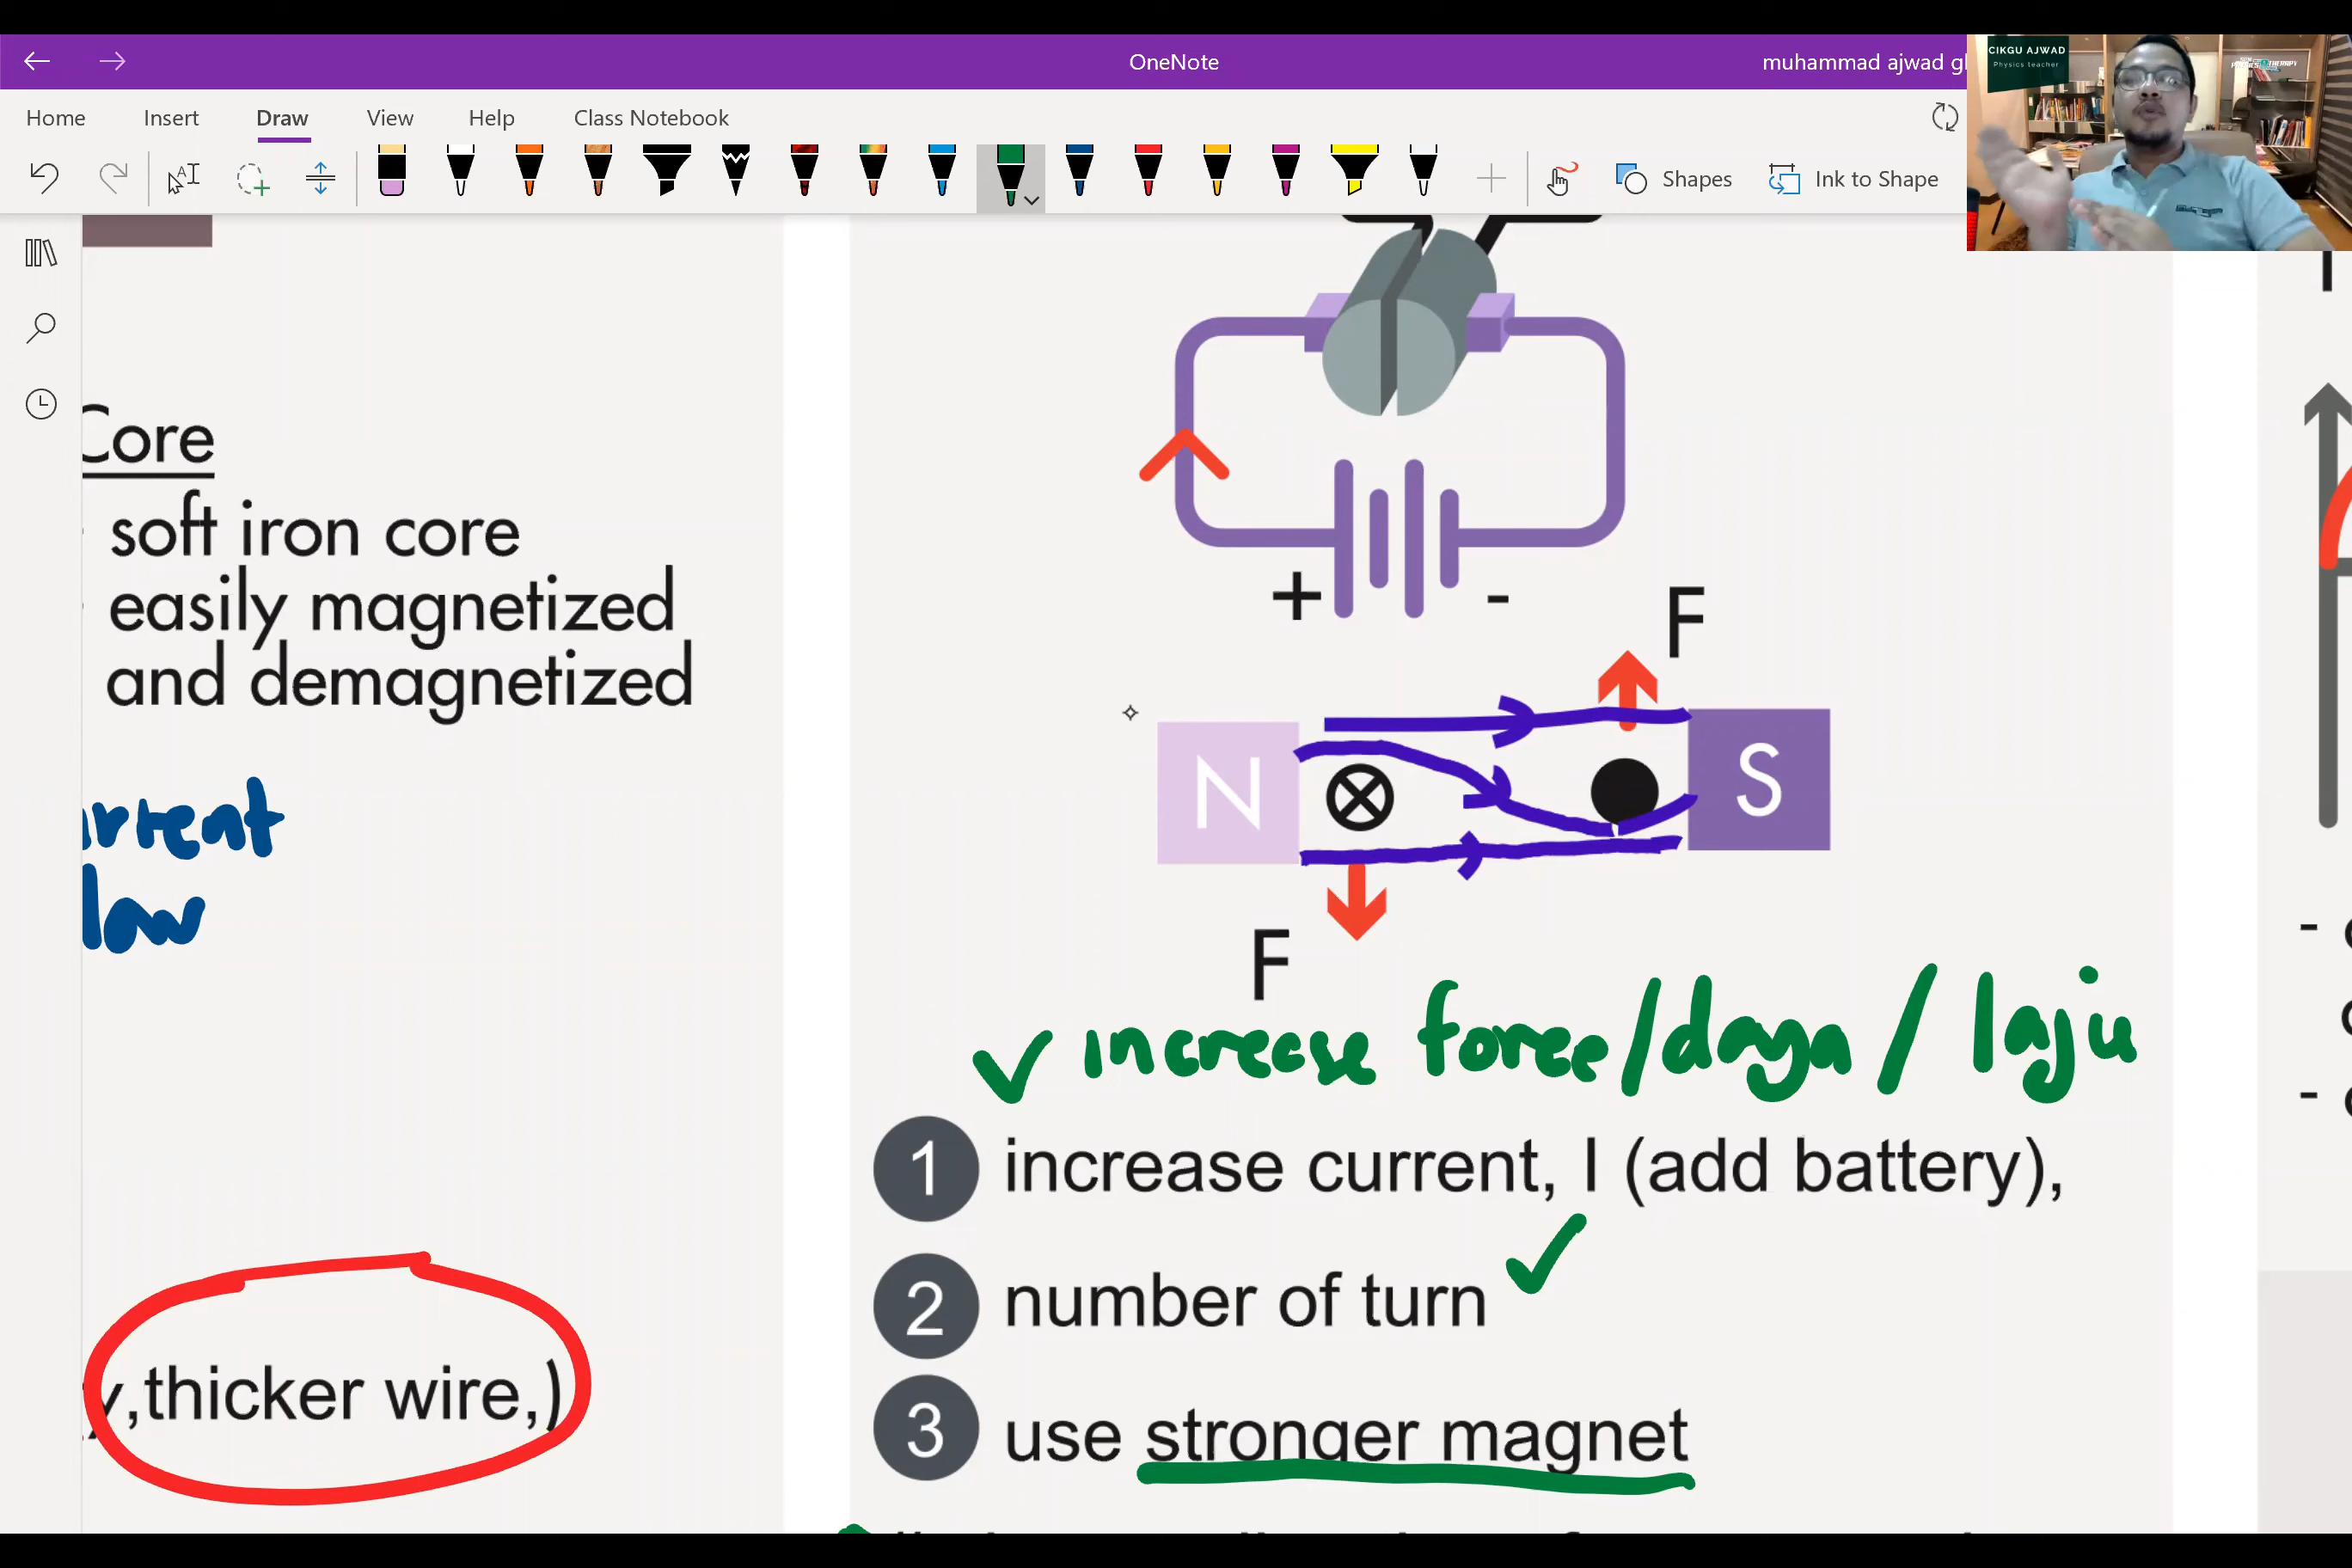 OneNote
muhammad ajwad gl
CIKGU AJWAD
Physics teacher
Home Insert Draw View Help Class Notebook
Shapes Ink to Shape
Core
soft iron core
easily magnetized
and demagnetized
low
thicker wire,)
+ -
F
N S
F
✓ increase force/daya/laju
1 increase current, I (add battery),
2 number of turn ✓
3 use stronger magnet